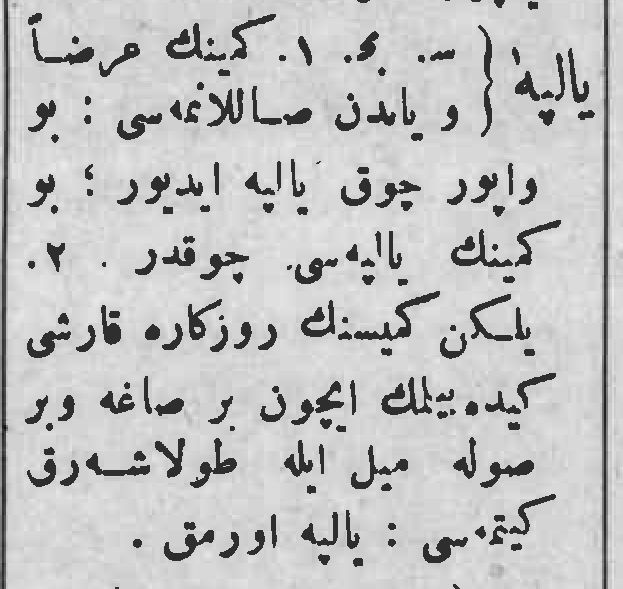 یالپه { س. بح. ۱. کمینك عرضاً
و یاندن صاللانمه‌سی : بو
واپور چوق یالپه ایدیور ؛ بو
کمینك یالپه‌سی چوقدر . ۲.
یلکن کمیسنك روزکاره قارشی
کیده‌بیلمك ایچون بر صاغه وبر
صوله میل ایله طولاشه‌رق
کیتمه‌سی : یالپه اورمق .